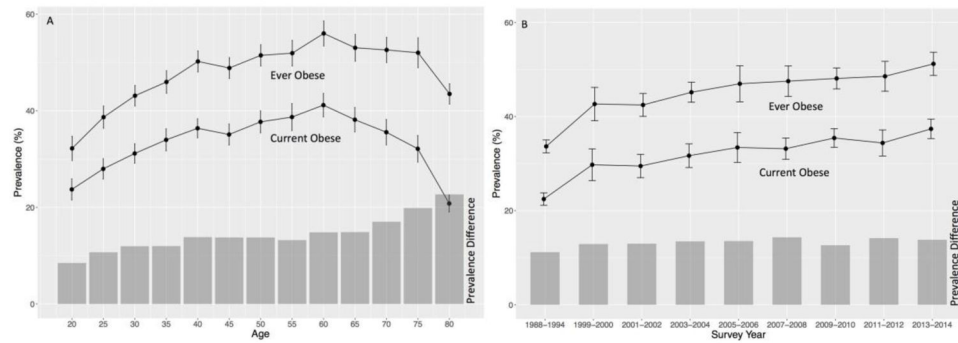 A
60
40
20
0
Prevalence (%)
Ever Obese
Current Obese
Prevalence Difference
20 25 30 35 40 45 50 55 60 65 70 75 80
Age
B
60
40
20
0
Prevalence (%)
Ever Obese
Current Obese
Prevalence Difference
1988–1994 1999–2000 2001–2002 2003–2004 2005–2006 2007–2008 2009–2010 2011–2012 2013–2014
Survey Year